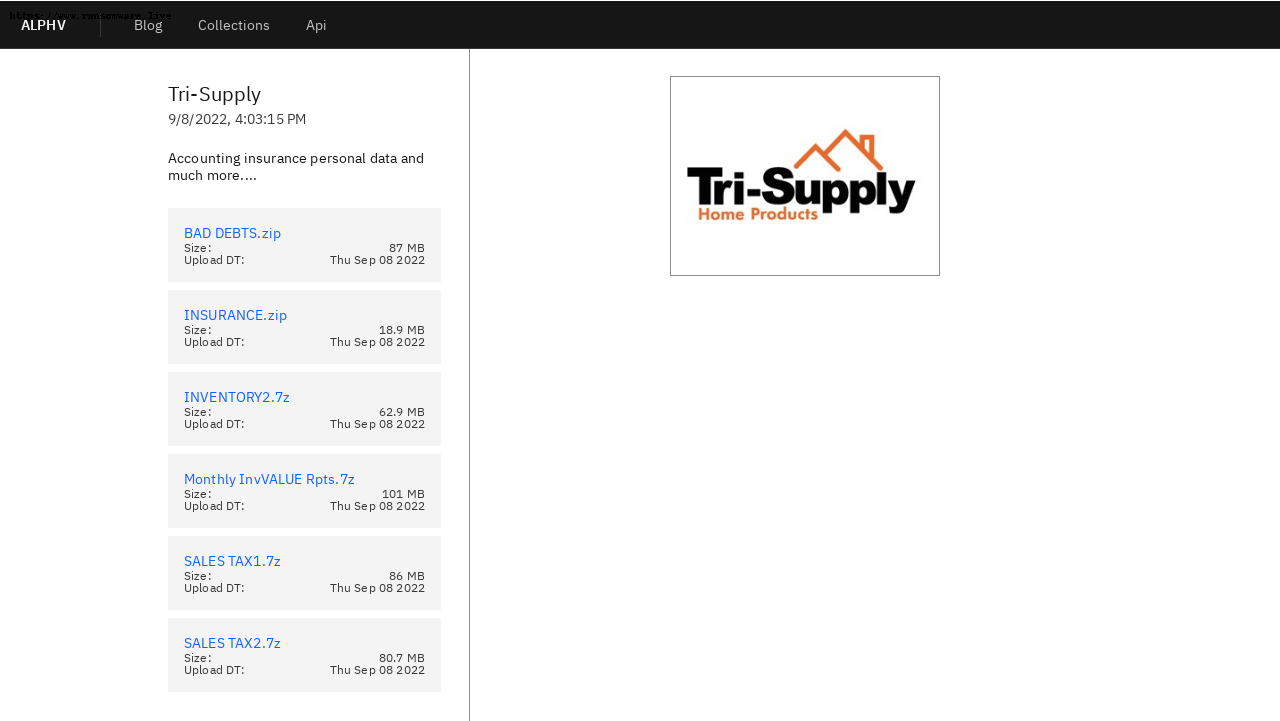 https://www.ransomware.live
ALPHV
Blog
Collections
Api
Tri-Supply
9/8/2022, 4:03:15 PM
Accounting insurance personal data and
much more....
BAD DEBTS.zip
Size: 87 MB
Upload DT: Thu Sep 08 2022
INSURANCE.zip
Size: 18.9 MB
Upload DT: Thu Sep 08 2022
INVENTORY2.7z
Size: 62.9 MB
Upload DT: Thu Sep 08 2022
Monthly InvVALUE Rpts.7z
Size: 101 MB
Upload DT: Thu Sep 08 2022
SALES TAX1.7z
Size: 86 MB
Upload DT: Thu Sep 08 2022
SALES TAX2.7z
Size: 80.7 MB
Upload DT: Thu Sep 08 2022
Tri-Supply
Home Products